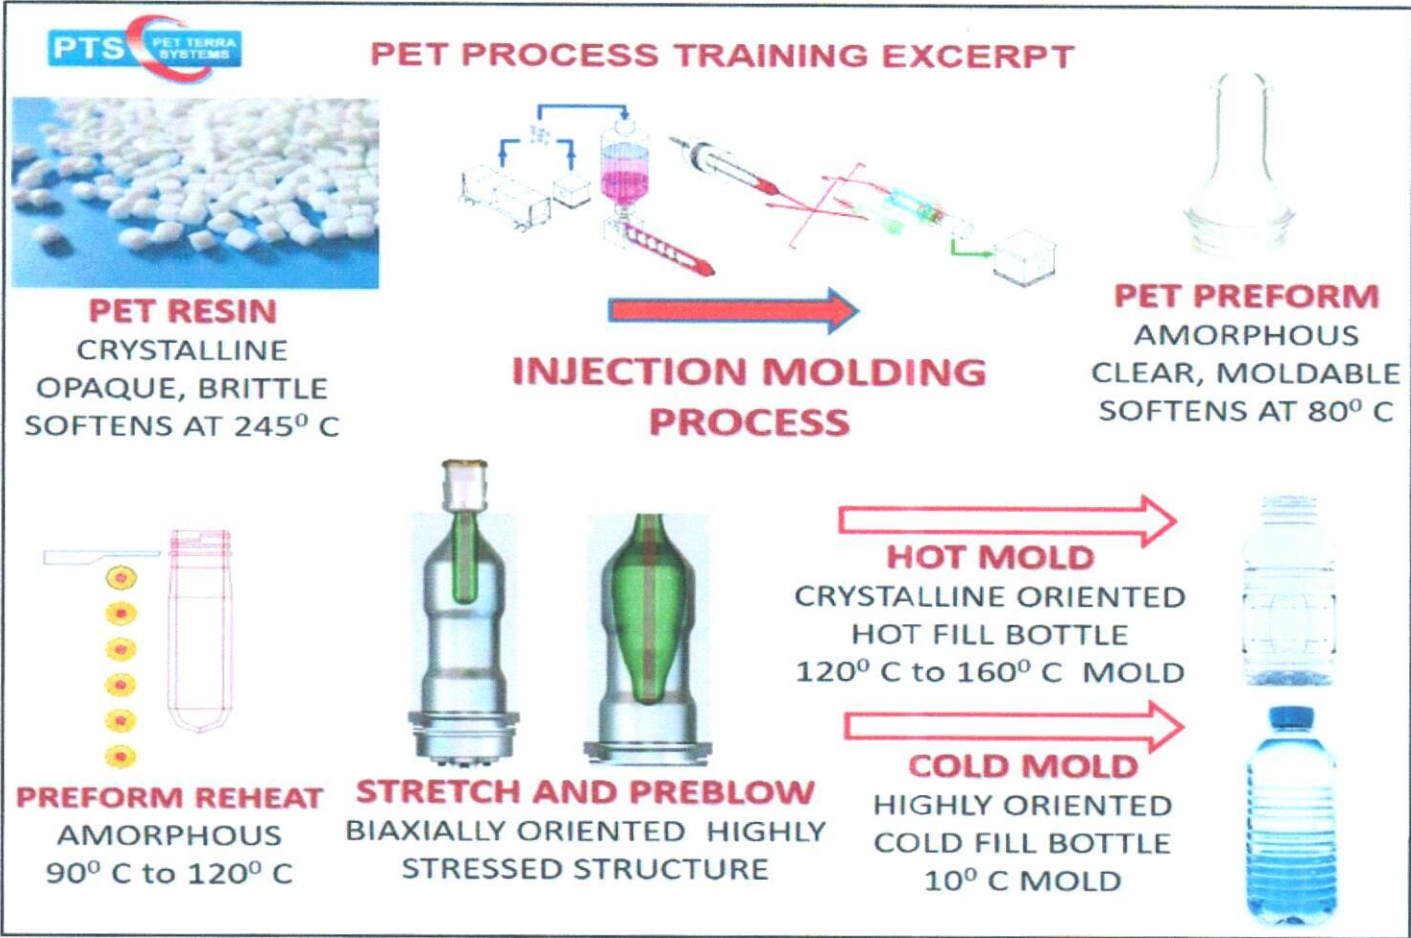 PTS PET TERRA
SYSTEMS
PET PROCESS TRAINING EXCERPT
PET RESIN
CRYSTALLINE
OPAQUE, BRITTLE
SOFTENS AT 245⁰ C
INJECTION MOLDING
PROCESS
PET PREFORM
AMORPHOUS
CLEAR, MOLDABLE
SOFTENS AT 80⁰ C
PREFORM REHEAT
AMORPHOUS
90⁰ C to 120⁰ C
STRETCH AND PREBLOW
BIAXIALLY ORIENTED HIGHLY
STRESSED STRUCTURE
HOT MOLD
CRYSTALLINE ORIENTED
HOT FILL BOTTLE
120⁰ C to 160⁰ C MOLD
COLD MOLD
HIGHLY ORIENTED
COLD FILL BOTTLE
10⁰ C MOLD